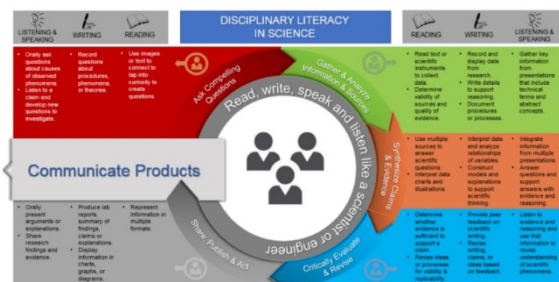 DISCIPLINARY LITERACY
IN SCIENCE
LISTENING &
SPEAKING
WRITING
READING
• Orally ask
questions
about causes
of observed
phenomena.
• Listen to a
claim and
develop new
questions to
investigate.
• Record
questions
about
procedures,
phenomena,
or theories.
• Use images
or text to
connect to
tap into
curiosity to
create
questions.
Ask Compelling
Questions
READING
WRITING
LISTENING &
SPEAKING
• Read text or
scientific
instruments
to collect
data.
• Determine
validity of
sources and
quality of
evidence.
• Record and
display data
from
research.
• Write details
to support
reasoning.
• Document
procedures
or processes.
• Gather key
information
from
presentations
that include
technical
terms and
abstract
concepts.
Gather & Analyze
Information & Sources
Read, write, speak and listen like a scientist or engineer
• Use multiple
sources to
answer
scientific
questions
• Interpret data
charts and
illustrations.
• Interpret data
and analyze
relationships
of variables.
• Construct
models and
explanations
to support
scientific
thinking.
• Integrate
information
from multiple
presentations.
• Answer
questions and
support
answers with
evidence and
reasoning.
Synthesize Claims
& Evidence
Communicate Products
• Orally
present
arguments or
explanations.
• Share
research
findings and
evidence.
• Produce lab
reports,
summary of
findings,
claims or
explanations.
• Display
information in
charts,
graphs, or
diagrams.
• Represent
information in
multiple
formats.
Share, Publish & Act
• Determine
whether
evidence is
sufficient to
support a
claim.
• Revise ideas
or processes
for validity &
replicability
• Provide peer
feedback on
scientific
writing.
• Revise
writing,
claims, or
ideas based
on feedback.
• Listen to
evidence and
reasoning and
use that
information to
revise
understanding
of scientific
phenomena.
Critically Evaluate
& Revise